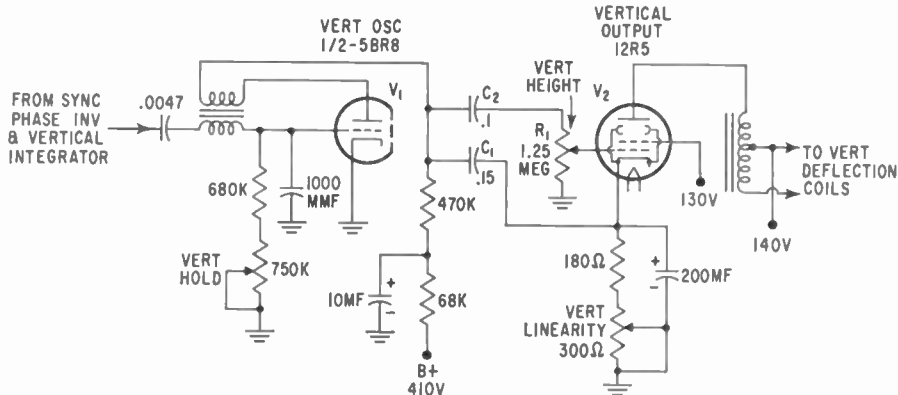 VERT OSC
1/2-5BR8
VERTICAL
OUTPUT
12R5
FROM SYNC
PHASE INV
& VERTICAL
INTEGRATOR
.0047
V1
C2
.1
VERT
HEIGHT
V2
R1
1.25
MEG
C1
.15
680K
1000
MMF
470K
130V
TO VERT
DEFLECTION
COILS
140V
VERT
HOLD
750K
+
10MF
-
68K
B+
410V
180Ω
+
200MF
-
VERT
LINEARITY
300Ω